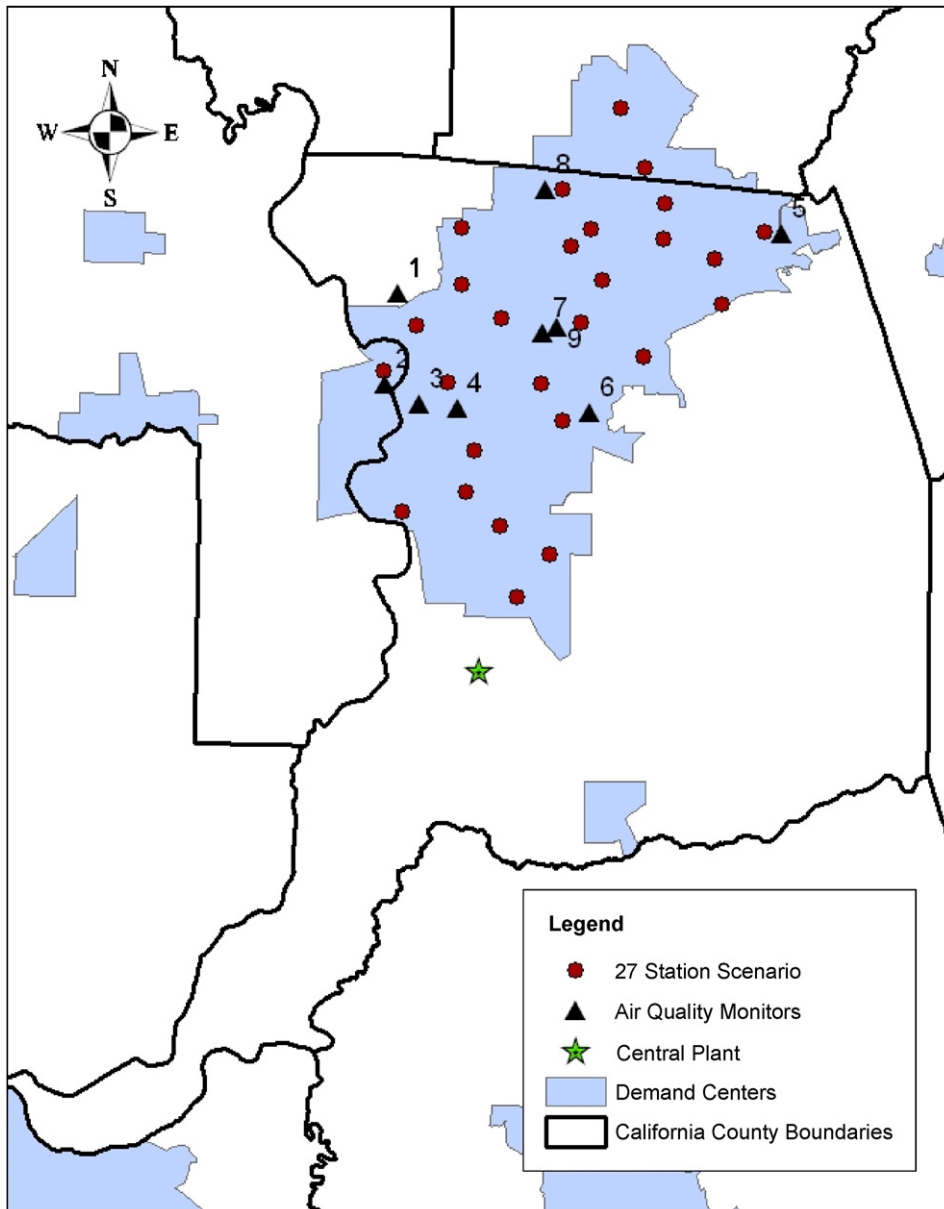 N
W E
S
8
5
1
7
9
2
3 4
6
Legend
27 Station Scenario
Air Quality Monitors
Central Plant
Demand Centers
California County Boundaries